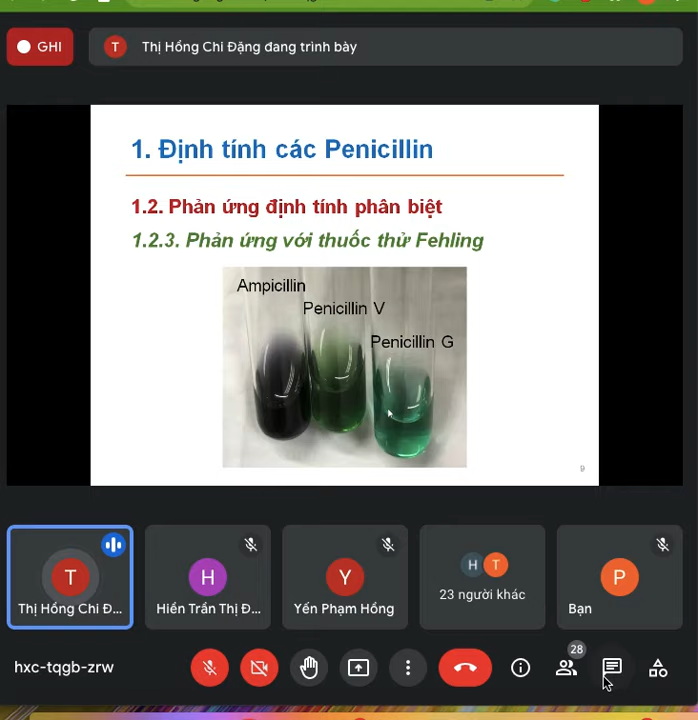 GHI
T
Thị Hồng Chi Đặng đang trình bày
1. Định tính các Penicillin
1.2. Phản ứng định tính phân biệt
1.2.3. Phản ứng với thuốc thử Fehling
Ampicillin
Penicillin V
Penicillin G
9
T
H
Y
H T
P
Thị Hồng Chi Đ...
Hiền Trần Thị Đ...
Yến Phạm Hồng
23 người khác
Bạn
hxc-tqgb-zrw
28